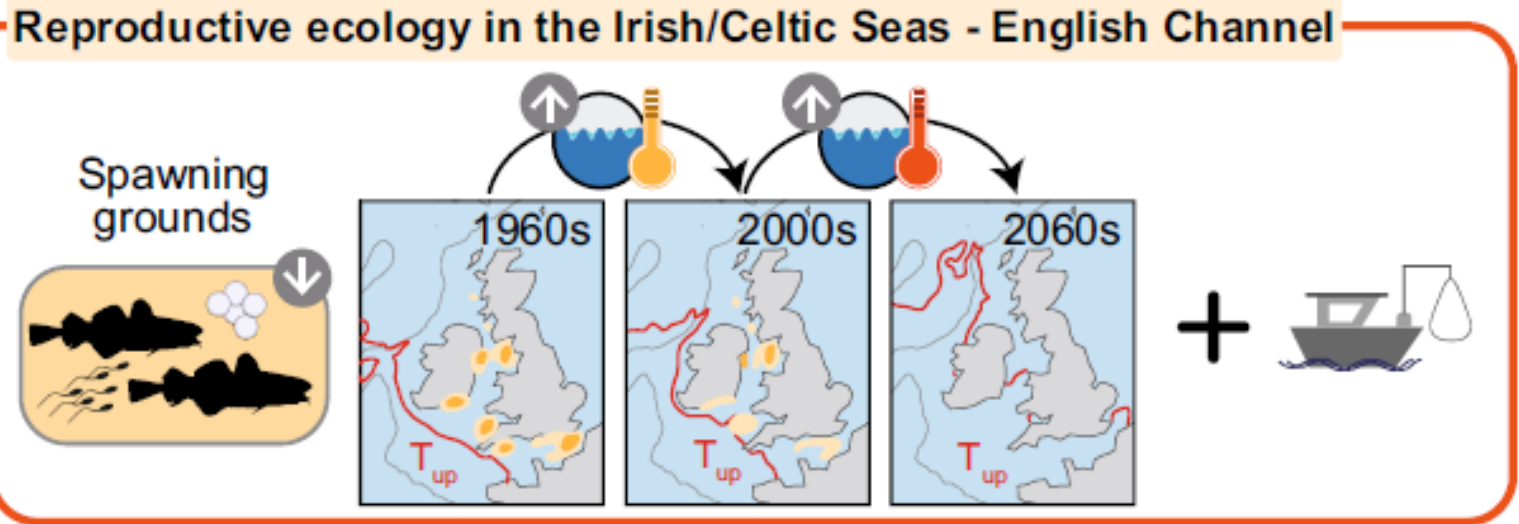 Reproductive ecology in the Irish/Celtic Seas - English Channel
Spawning
grounds
1960s
2000s
2060s
Tup
Tup
Tup